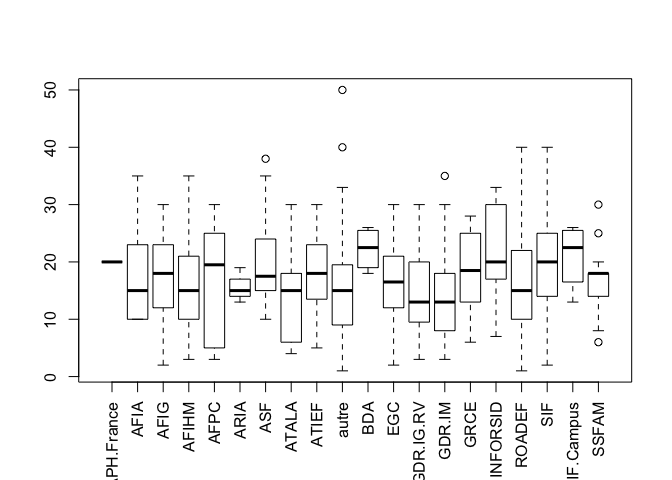 50
40
30
20
10
0
APH.France
AFIA
AFIG
AFIHM
AFPC
ARIA
ASF
ATALA
ATIEF
autre
BDA
EGC
GDR.IG.RV
GDR.IM
GRCE
INFORSID
ROADEF
SIF
IF.Campus
SSFAM